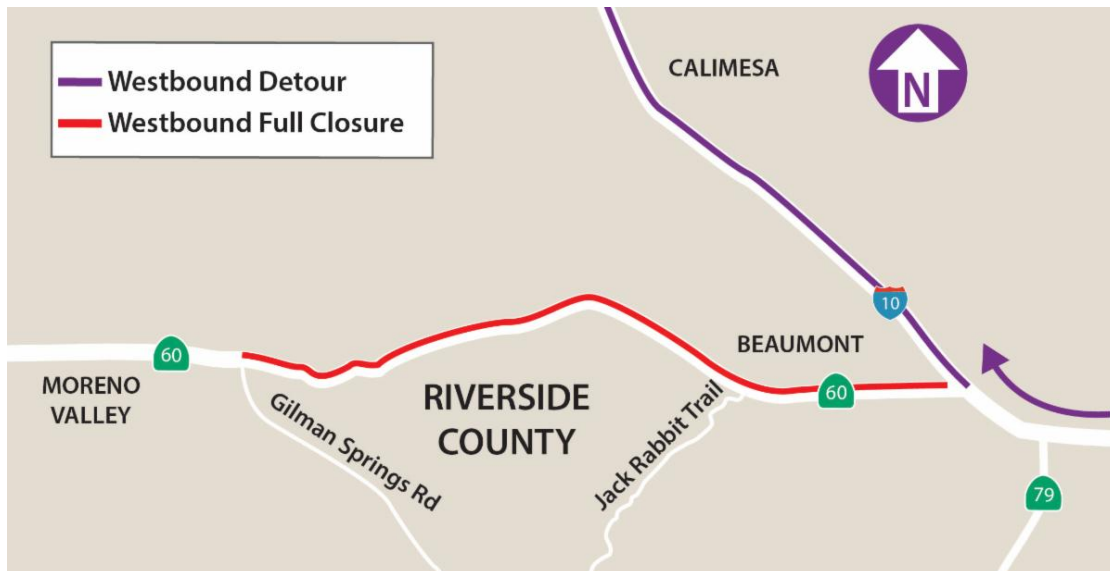 Westbound Detour
Westbound Full Closure
CALIMESA
N
10
BEAUMONT
60
60
MORENO
VALLEY
Gilman Springs Rd
RIVERSIDE
COUNTY
Jack Rabbit Trail
79